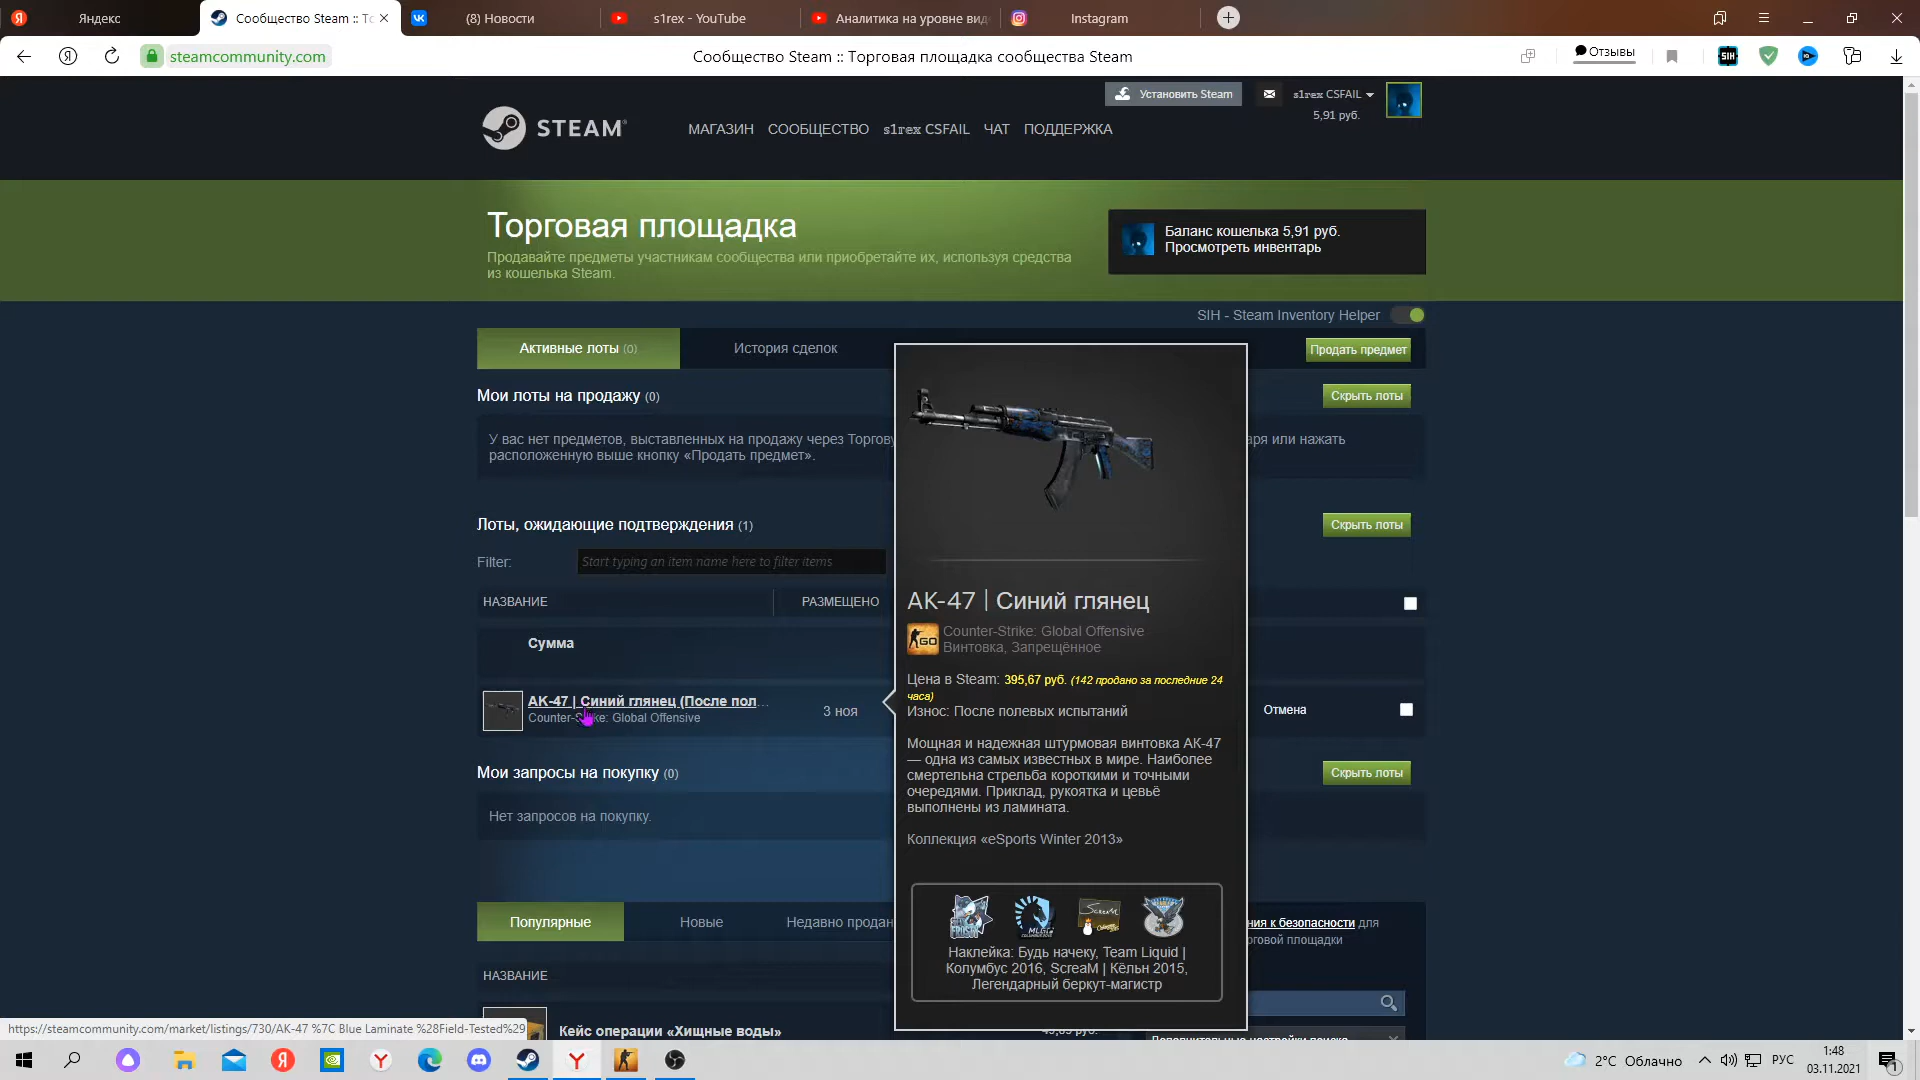 Яндекс
Сообщество Steam :: Тс
(8) Новости
s1rex - YouTube
Аналитика на уровне вид
Instagram
steamcommunity.com
Сообщество Steam :: Торговая площадка сообщества Steam
Отзывы
SIH
Установить Steam
s1rex CSFAIL
5,91 руб.
STEAM
МАГАЗИН СООБЩЕСТВО s1rex CSFAIL ЧАТ ПОДДЕРЖКА
Торговая площадка
Продавайте предметы участникам сообщества или приобретайте их, используя средства
из кошелька Steam.
Баланс кошелька 5,91 руб.
Просмотреть инвентарь
SIH - Steam Inventory Helper
Активные лоты (0)
История сделок
Продать предмет
Мои лоты на продажу (0)
Скрыть лоты
У вас нет предметов, выставленных на продажу через Торгову
аря или нажать
расположенную выше кнопку «Продать предмет».
Лоты, ожидающие подтверждения (1)
Скрыть лоты
Filter:
Start typing an item name here to filter items
НАЗВАНИЕ
РАЗМЕЩЕНО
Сумма
AK-47 | Синий глянец (После пол...
Counter-Strike: Global Offensive
3 ноя
Отмена
Мои запросы на покупку (0)
Скрыть лоты
Нет запросов на покупку.
AK-47 | Синий глянец
GO
Counter-Strike: Global Offensive
Винтовка, Запрещённое
Цена в Steam: 395,67 руб. (142 продано за последние 24
часа)
Износ: После полевых испытаний
Мощная и надежная штурмовая винтовка АК-47
— одна из самых известных в мире. Наиболее
смертельна стрельба короткими и точными
очередями. Приклад, рукоятка и цевьё
выполнены из ламината.
Коллекция «eSports Winter 2013»
Наклейка: Будь начеку, Team Liquid |
Колумбус 2016, ScreaM | Кёльн 2015,
Легендарный беркут-магистр
Популярные
Новые
Недавно продан
ния к безопасности для
орговой площадки
НАЗВАНИЕ
Кейс операции «Хищные воды»
https://steamcommunity.com/market/listings/730/AK-47 %7C Blue Laminate %28Field-Tested%29
2°C Облачно
РУС
1:48
03.11.2021
1